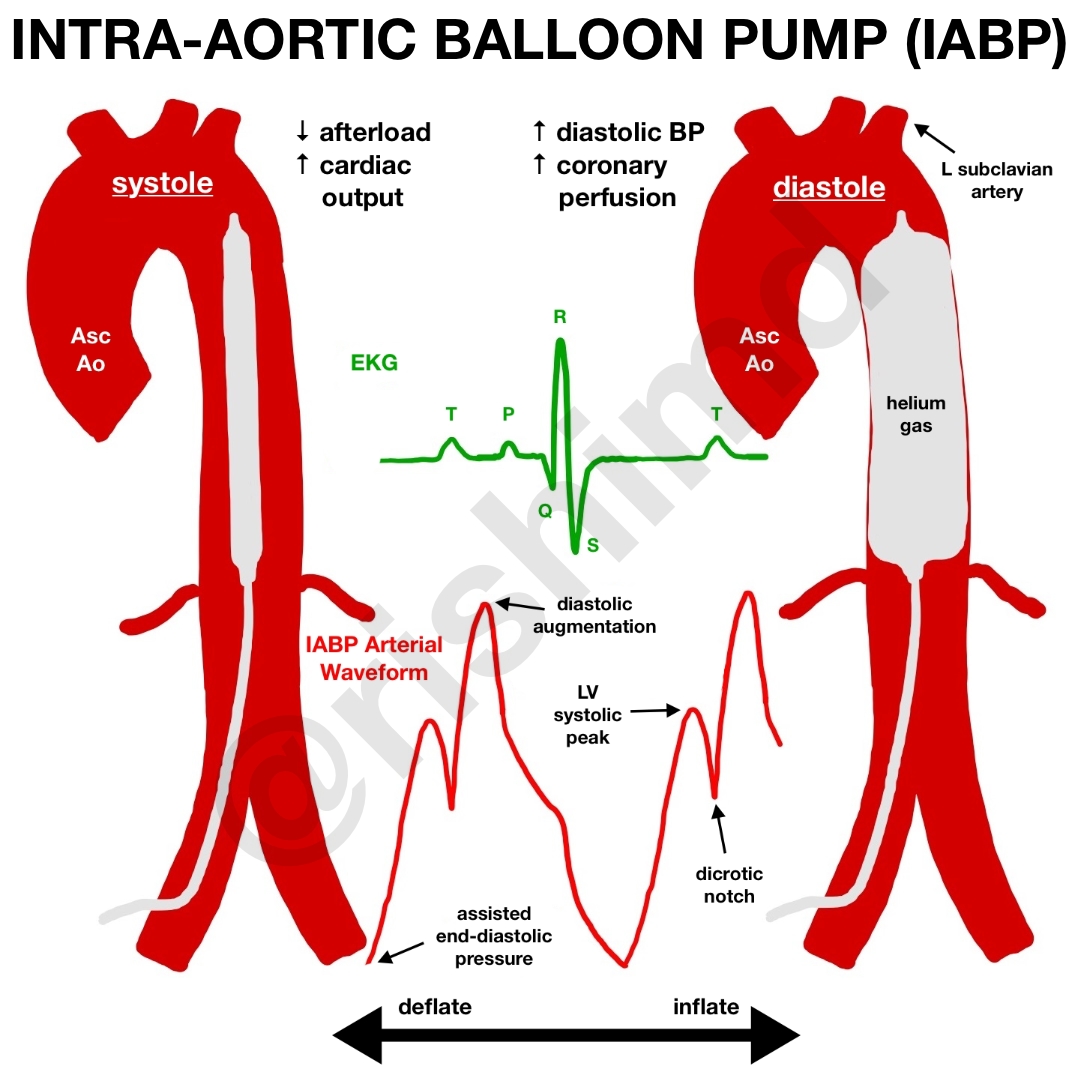 INTRA-AORTIC BALLOON PUMP (IABP)
↓ afterload
↑ cardiac
output
↑ diastolic BP
↑ coronary
perfusion
systole
diastole
L subclavian
artery
Asc
Ao
Asc
Ao
EKG
R
T
P
T
Q
S
helium
gas
diastolic
augmentation
IABP Arterial
Waveform
LV
systolic
peak
dicrotic
notch
assisted
end-diastolic
pressure
deflate
inflate
@rishimd